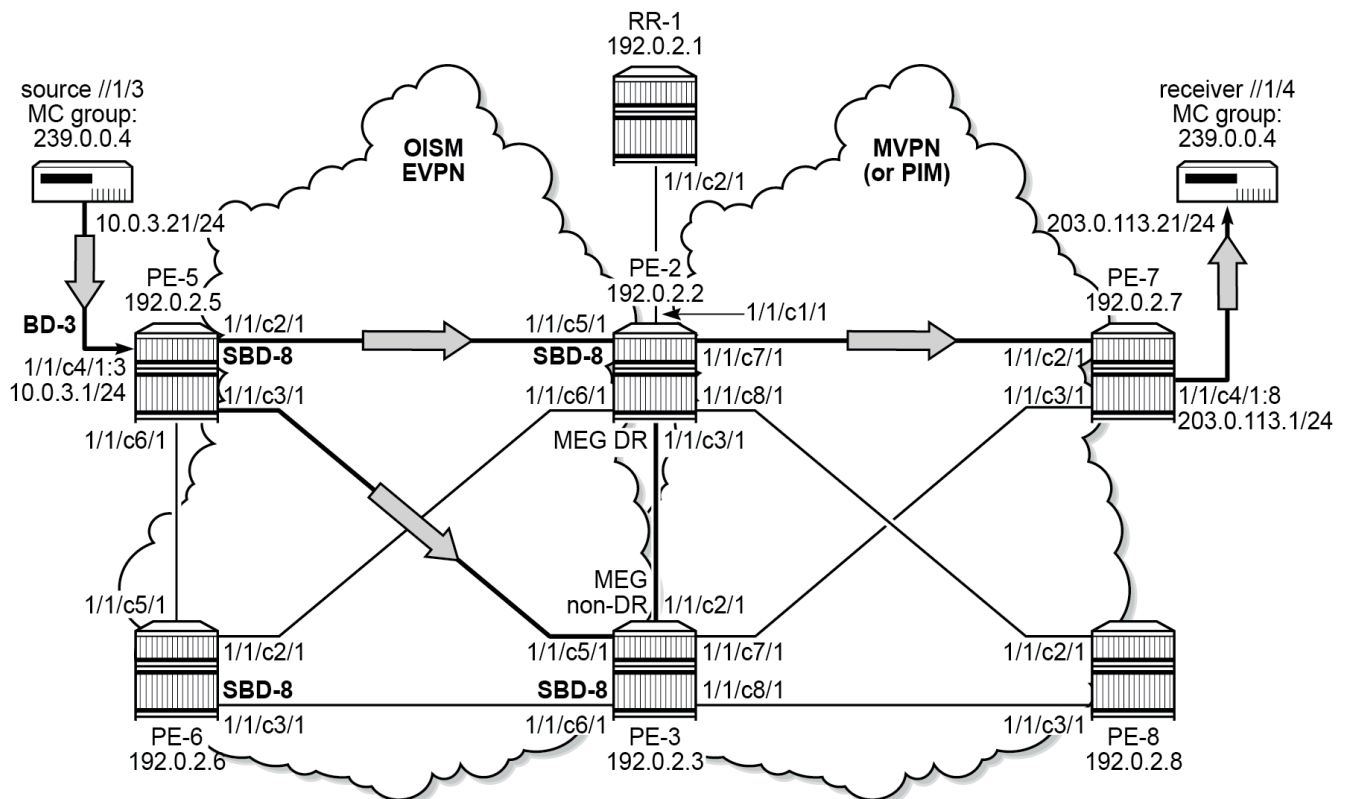 RR-1
192.0.2.1
source //1/3
MC group:
239.0.0.4
receiver //1/4
MC group:
239.0.0.4
OISM
EVPN
MVPN
(or PIM)
1/1/c2/1
10.0.3.21/24
203.0.113.21/24
PE-5
192.0.2.5
PE-2
192.0.2.2
PE-7
192.0.2.7
1/1/c1/1
BD-3
1/1/c2/1
1/1/c5/1
SBD-8
SBD-8
1/1/c7/1
1/1/c2/1
1/1/c4/1:3
10.0.3.1/24
1/1/c3/1
1/1/c6/1
1/1/c8/1
1/1/c3/1
1/1/c4/1:8
203.0.113.1/24
1/1/c6/1
MEG DR
1/1/c3/1
MEG
non-DR
1/1/c5/1
1/1/c2/1
1/1/c2/1
1/1/c5/1
1/1/c7/1
1/1/c2/1
SBD-8
SBD-8
1/1/c8/1
1/1/c3/1
1/1/c6/1
1/1/c3/1
PE-6
192.0.2.6
PE-3
192.0.2.3
PE-8
192.0.2.8